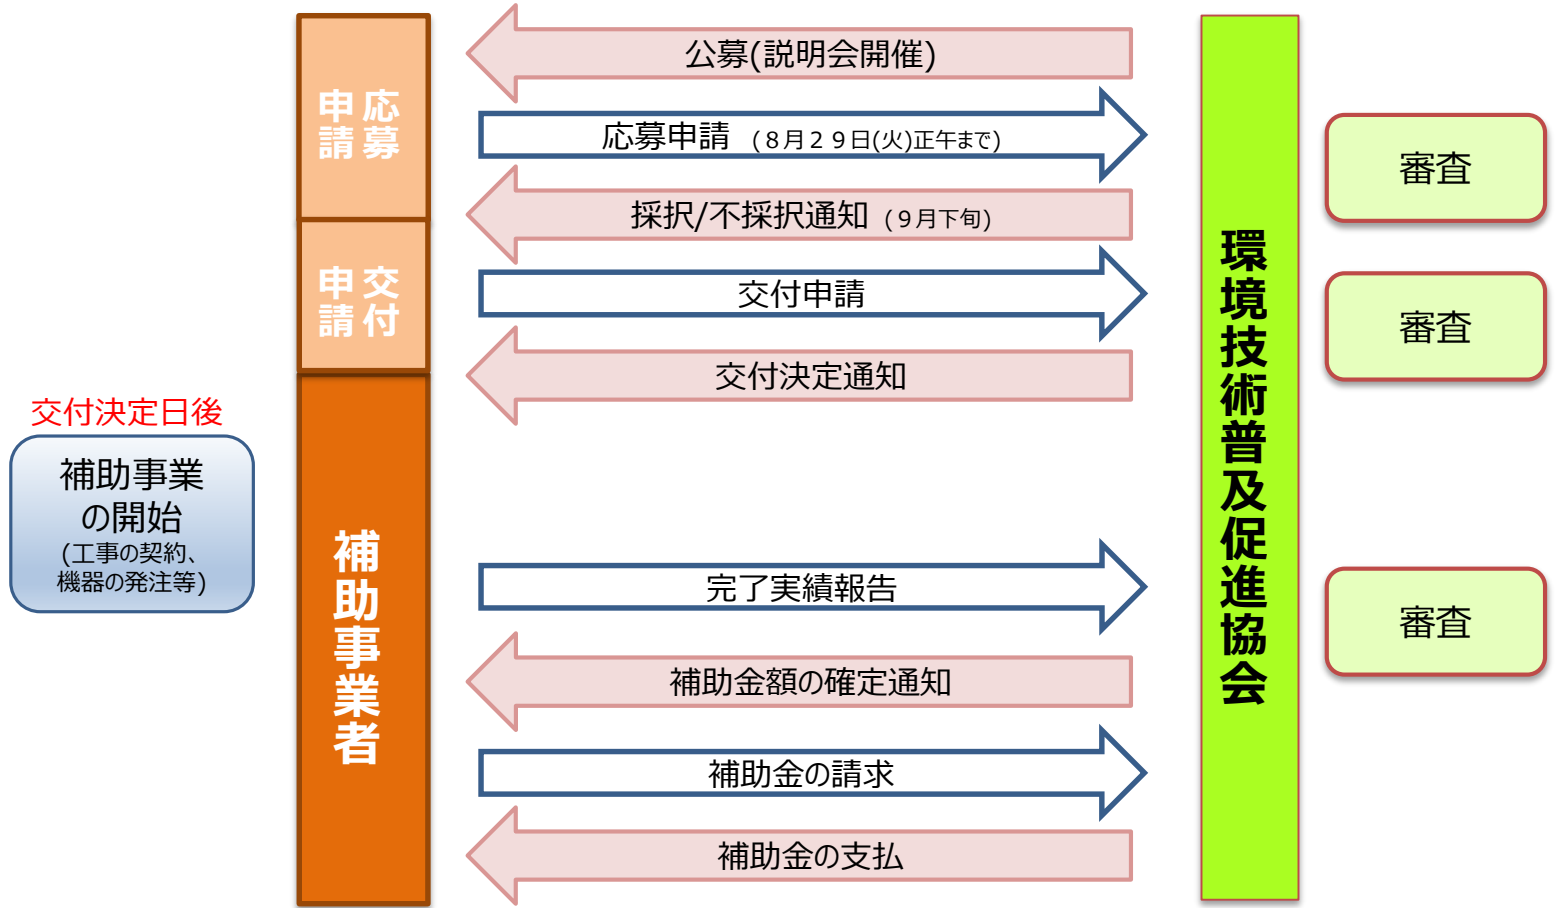 公募(説明会開催)
応募
申請
応募申請 (８月２９日(火)正午まで)
審査
採択/不採択通知 (９月下旬)
交付
申請
交付申請
審査
交付決定通知
交付決定日後
補助事業
の開始
(工事の契約、
機器の発注等)
補助事業者
環境技術普及促進協会
完了実績報告
審査
補助金額の確定通知
補助金の請求
補助金の支払